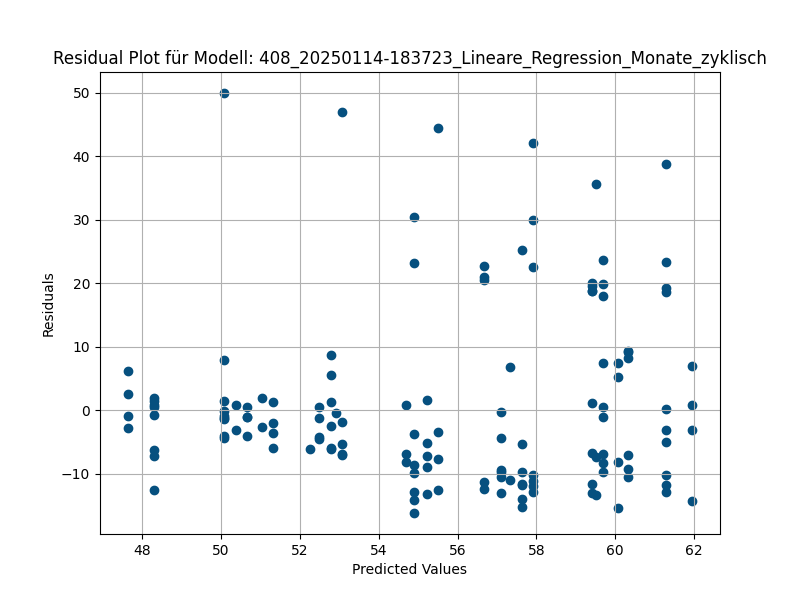 Residual Plot für Modell: 408_20250114-183723_Lineare_Regression_Monate_zyklisch
50
40
30
20
10
0
−10
Residuals
48 50 52 54 56 58 60 62
Predicted Values